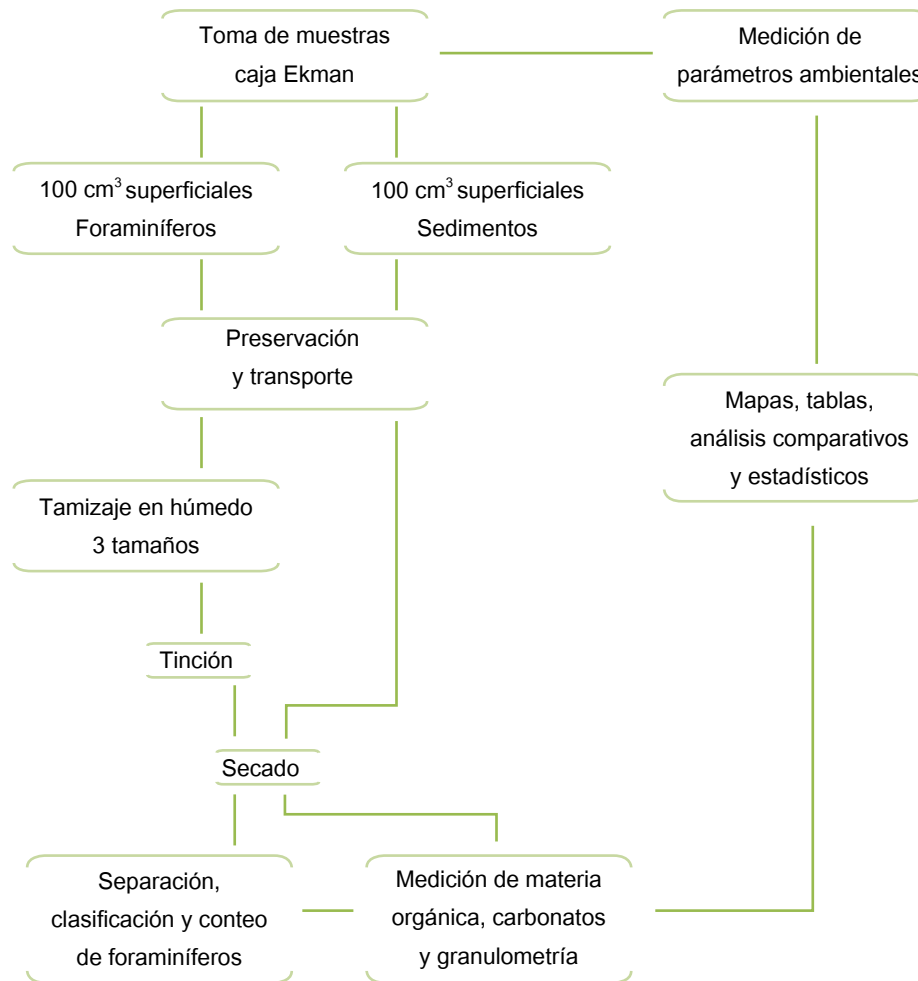 Toma de muestras
caja Ekman
Medición de
parámetros ambientales
100 cm³ superficiales
Foraminíferos
100 cm³ superficiales
Sedimentos
Preservación
y transporte
Mapas, tablas,
análisis comparativos
y estadísticos
Tamizaje en húmedo
3 tamaños
Tinción
Secado
Separación,
clasificación y conteo
de foraminíferos
Medición de materia
orgánica, carbonatos
y granulometría